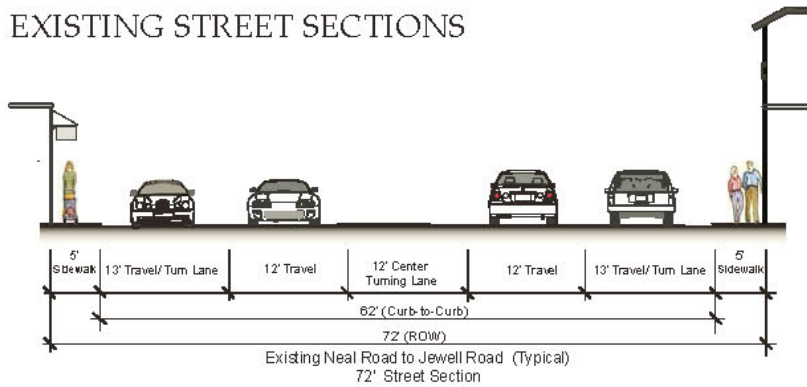 EXISTING STREET SECTIONS
5'
Sidewalk
13' Travel/ Turn Lane
12' Travel
12' Center
Turning Lane
12' Travel
13' Travel/ Turn Lane
5'
Sidewalk
62' (Curb-to-Curb)
72' (ROW)
Existing Neal Road to Jewell Road (Typical)
72' Street Section